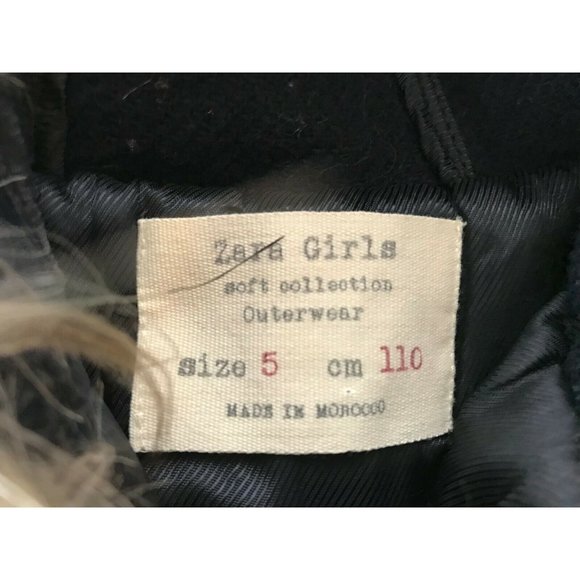 Zara Girls
soft collection
Outerwear
size 5 cm 110
MADE IN MOROCCO